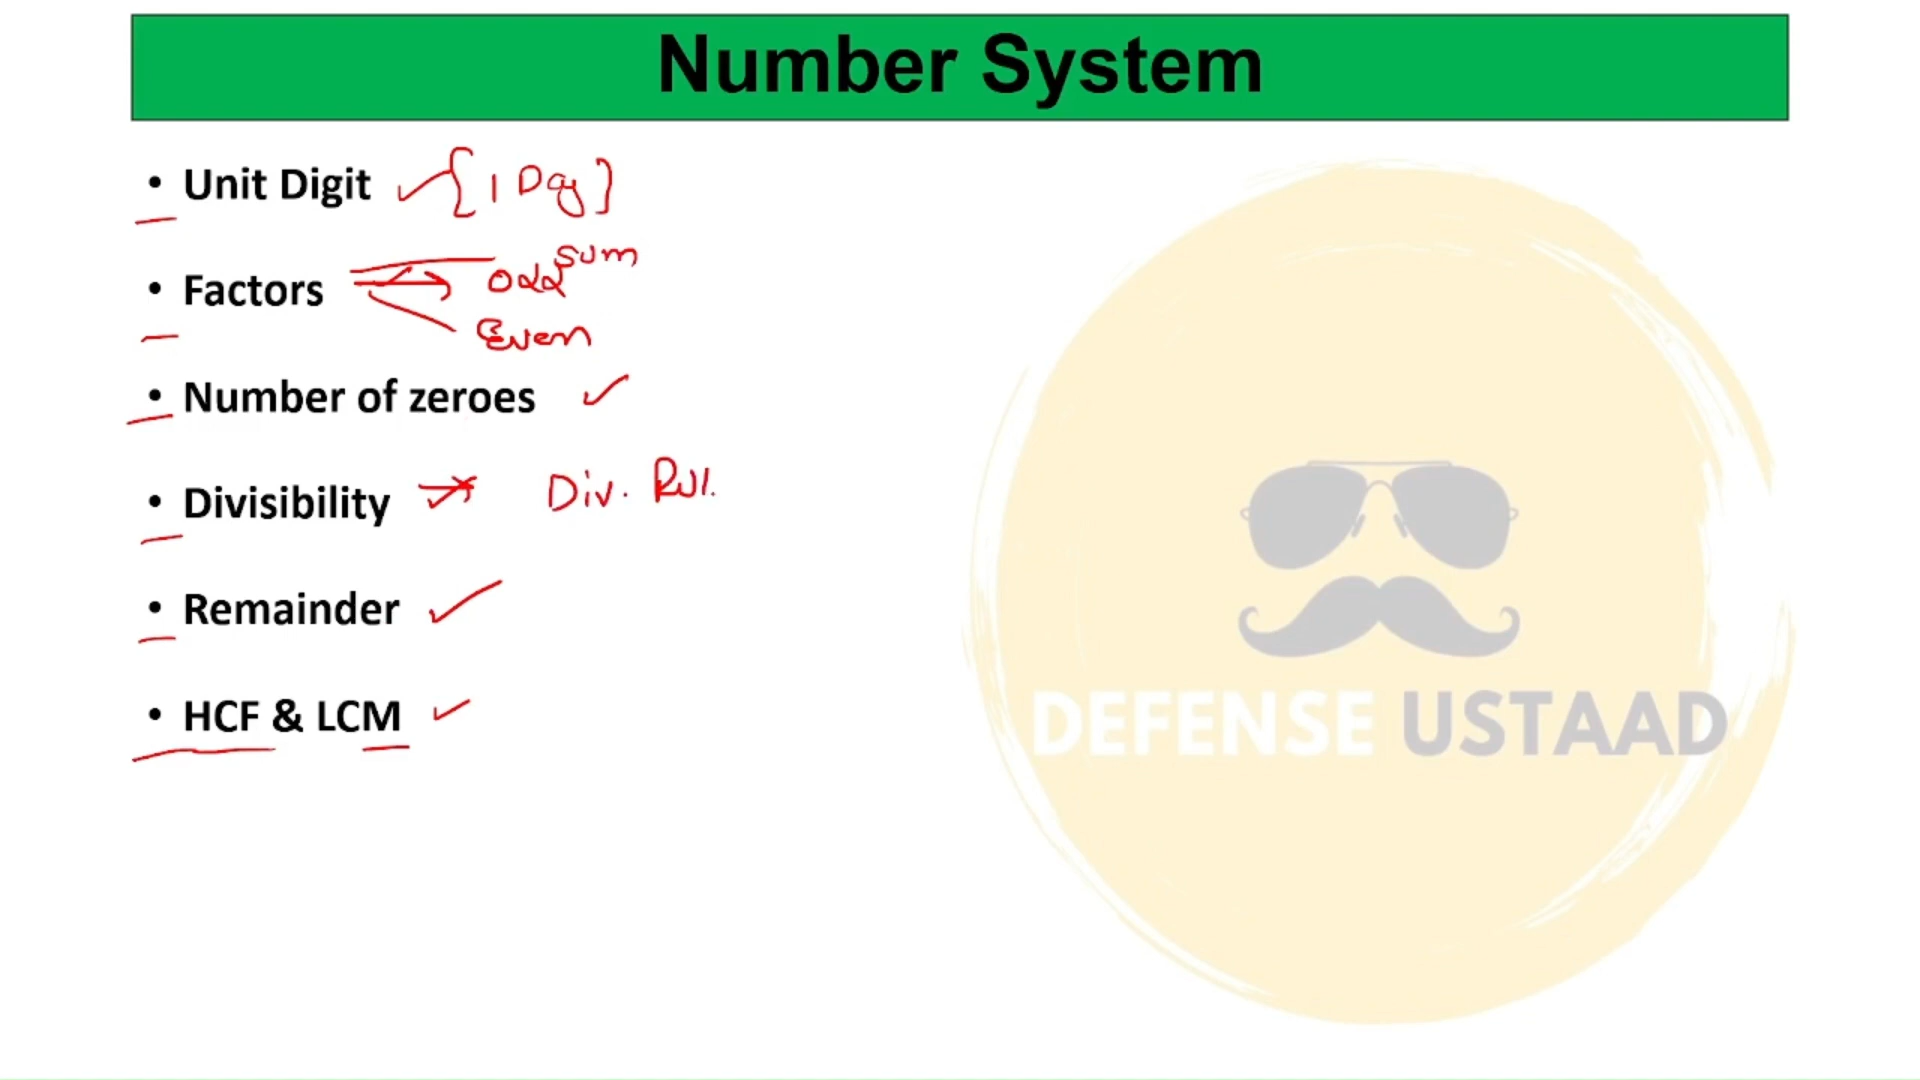 Number System
• Unit Digit { 1 Day }
• Factors Odd Sum
Even
• Number of zeroes
• Divisibility Div. Rul.
• Remainder
• HCF & LCM
DEFENSE USTAAD